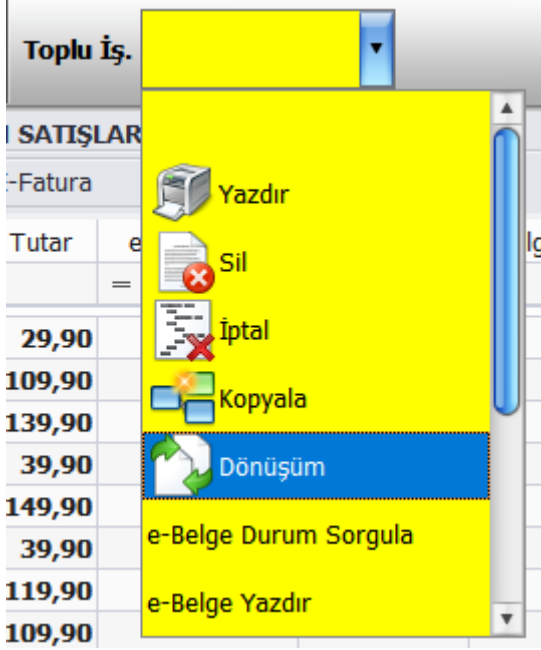 Toplu İş.
SATIŞLAR
-Fatura
Yazdır
Tutar
e
Sil
=
İptal
29,90
109,90
Kopyala
139,90
39,90
Dönüşüm
149,90
e-Belge Durum Sorgula
39,90
119,90
e-Belge Yazdır
109,90